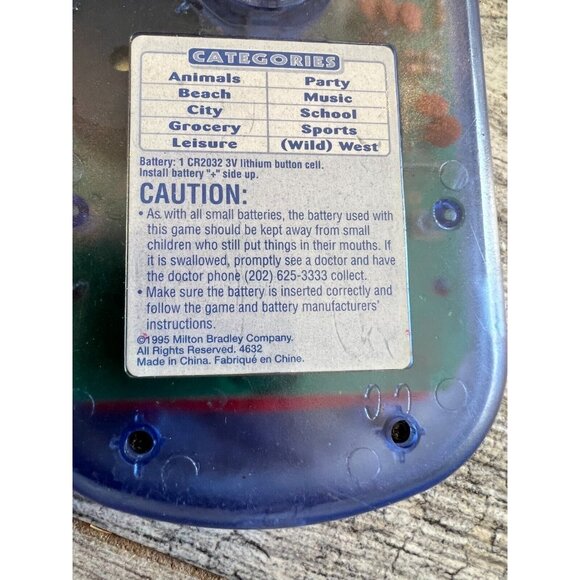 CATEGORIES
Animals Party
Beach Music
City School
Grocery Sports
Leisure (Wild) West
Battery: 1 CR2032 3V lithium button cell.
Install battery "+" side up.
CAUTION:
• As with all small batteries, the battery used with
this game should be kept away from small
children who still put things in their mouths. If
it is swallowed, promptly see a doctor and have
the doctor phone (202) 625-3333 collect.
• Make sure the battery is inserted correctly and
follow the game and battery manufacturers'
instructions.
©1995 Milton Bradley Company.
All Rights Reserved. 4632
Made in China. Fabriqué en Chine.